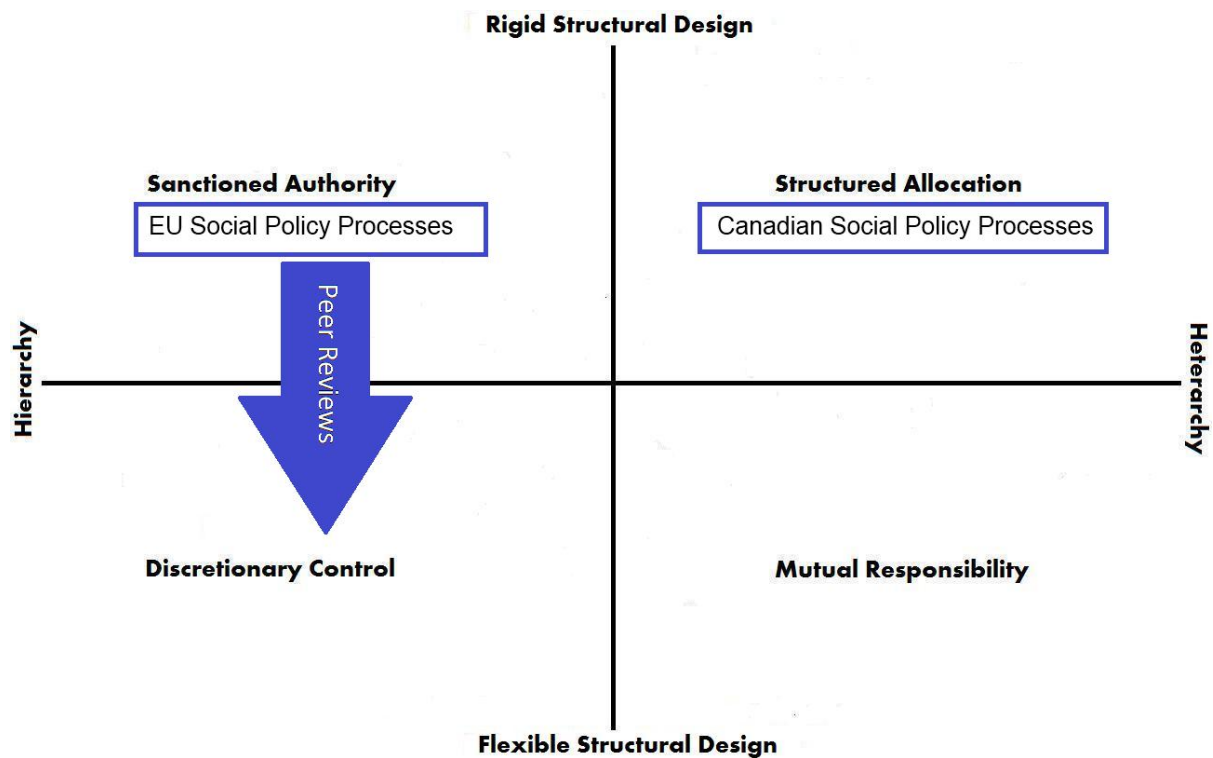 Rigid Structural Design
Sanctioned Authority
Structured Allocation
EU Social Policy Processes
Canadian Social Policy Processes
Peer Reviews
Hierarchy
Heterarchy
Discretionary Control
Mutual Responsibility
Flexible Structural Design